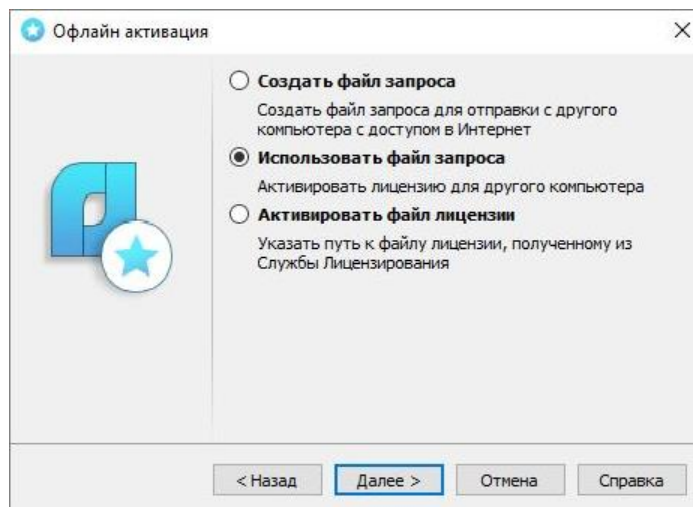 Офлайн активация
Создать файл запроса
Создать файл запроса для отправки с другого
компьютера с доступом в Интернет
Использовать файл запроса
Активировать лицензию для другого компьютера
Активировать файл лицензии
Указать путь к файлу лицензии, полученному из
Службы Лицензирования
< Назад
Далее >
Отмена
Справка